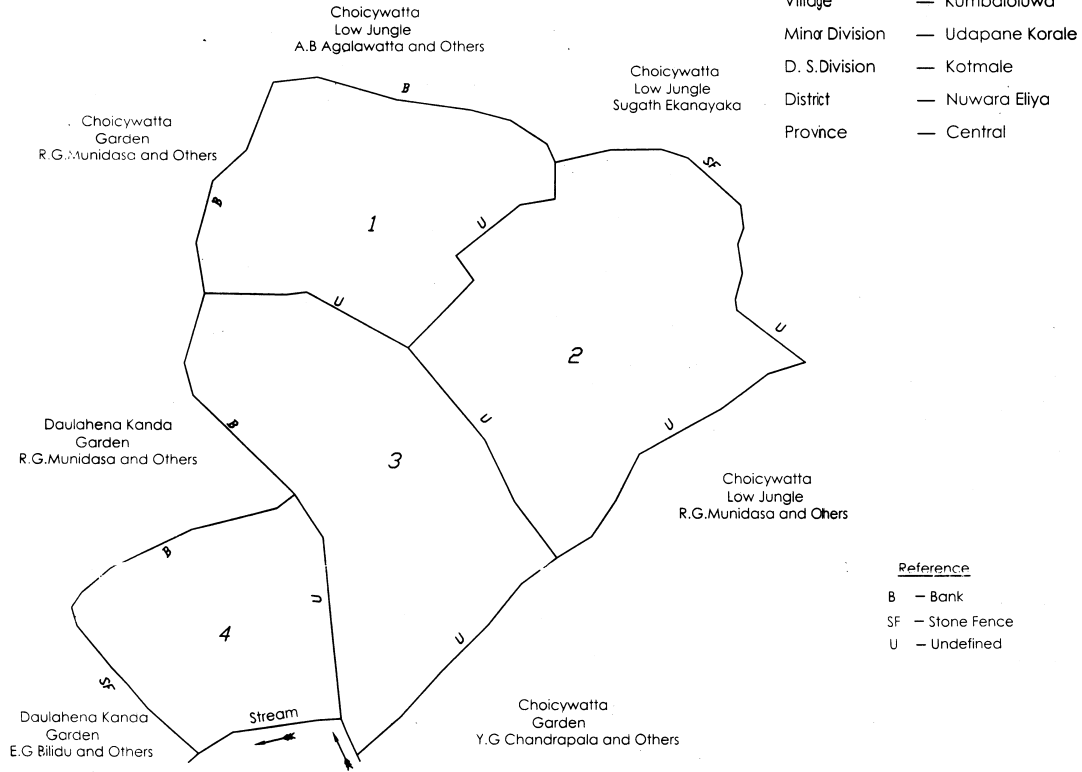 Choicywatta
Low Jungle
A.B Agalawatta and Others
Village — Kumbaloluwa
Minor Division — Udapane Korale
D. S.Division — Kotmale
District — Nuwara Eliya
Province — Central
Choicywatta
Low Jungle
Sugath Ekanayaka
Choicywatta
Garden
R.G.Munidasa and Others
B
SF
B
1
U
U
U
2
B
U
U
Daulahena Kanda
Garden
R.G.Munidasa and Others
3
Choicywatta
Low Jungle
R.G.Munidasa and Others
B
U
4
U
SF
Reference
B – Bank
SF – Stone Fence
U – Undefined
Daulahena Kanda
Garden
E.G Bilidu and Others
Stream
Choicywatta
Garden
Y.G Chandrapala and Others